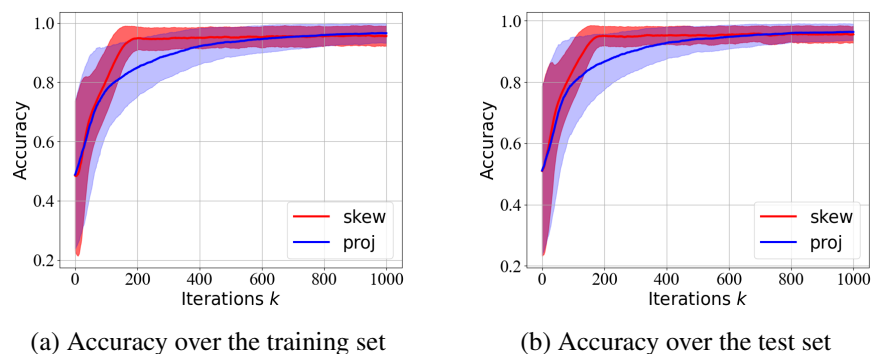 1.0
0.8
0.6
0.4
0.2
Accuracy
0 200 400 600 800 1000
Iterations k
skew
proj
(a) Accuracy over the training set
1.0
0.8
0.6
0.4
0.2
Accuracy
0 200 400 600 800 1000
Iterations k
skew
proj
(b) Accuracy over the test set